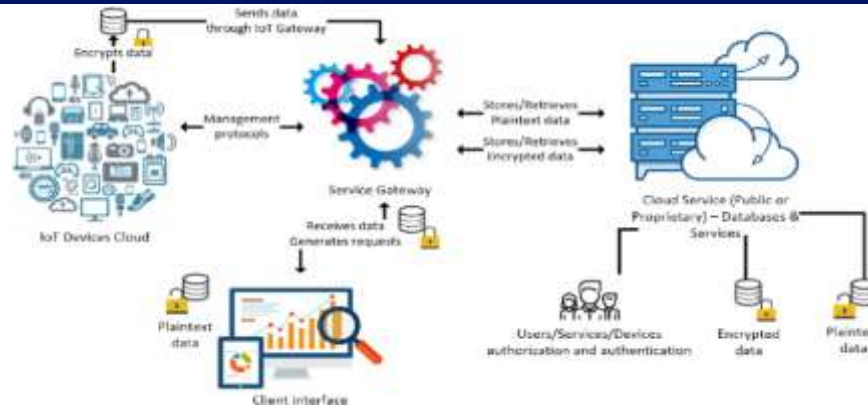 Sends data
through IoT Gateway
Encrypts data
Management
protocols
Stores/Retrieves
Plaintext data
Stores/Retrieves
Encrypted data
Service Gateway
IoT Devices Cloud
Cloud Service (Public or
Proprietary) – Databases &
Services
Receives data
Generates requests
Plaintext
data
Users/Services/Devices
authorization and authentication
Encrypted
data
data
Client Interface